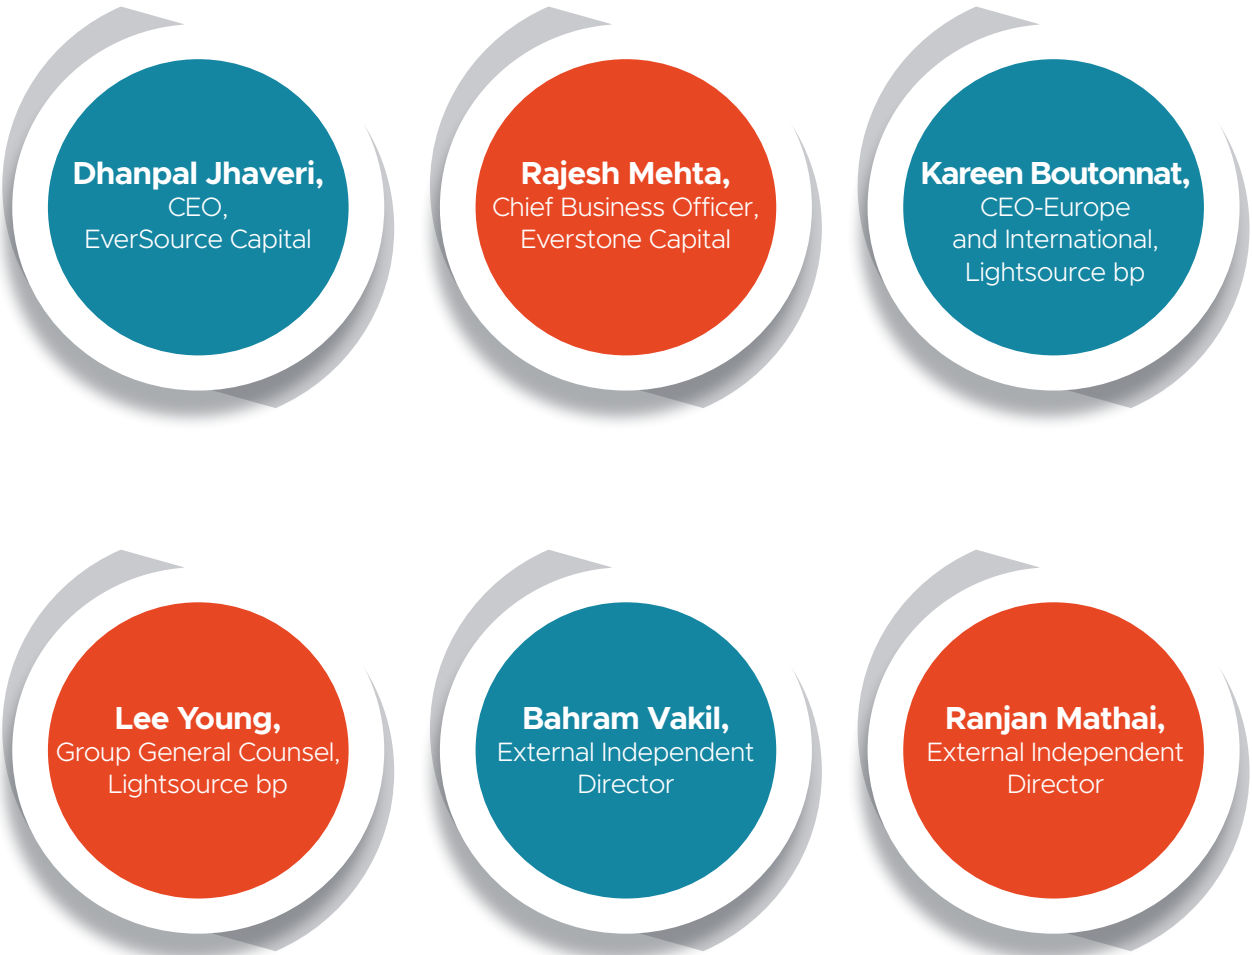 Dhanpal Jhaveri,
CEO,
EverSource Capital
Rajesh Mehta,
Chief Business Officer,
Everstone Capital
Kareen Boutonnat,
CEO-Europe
and International,
Lightsource bp
Lee Young,
Group General Counsel,
Lightsource bp
Bahram Vakil,
External Independent
Director
Ranjan Mathai,
External Independent
Director